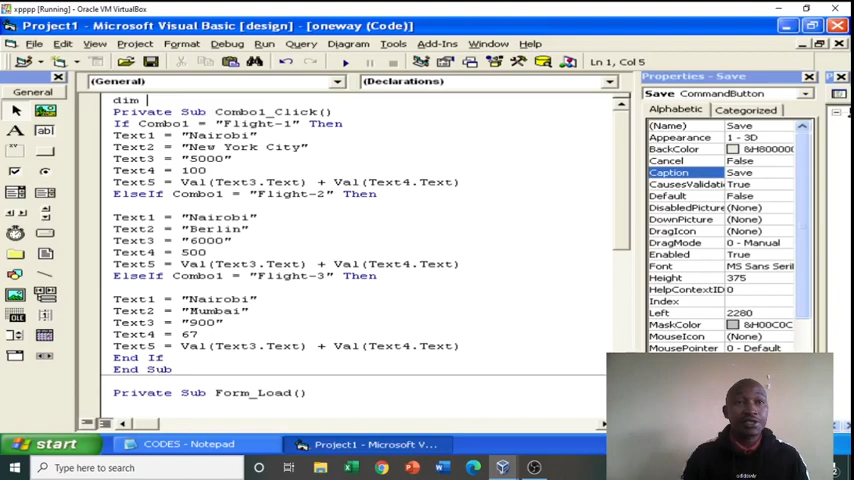 xpppp [Running] - Oracle VM VirtualBox
Project1 - Microsoft Visual Basic [design] - [oneway (Code)]
File Edit View Project Format Debug Run Query Diagram Tools Add-Ins Window Help
Ln 1, Col 5
General
(General)
(Declarations)
dim
Private Sub Combo1_Click()
If Combo1 = "Flight-1" Then
Text1 = "Nairobi"
Text2 = "New York City"
Text3 = "5000"
Text4 = 100
Text5 = Val(Text3.Text) + Val(Text4.Text)
ElseIf Combo1 = "Flight-2" Then
Text1 = "Nairobi"
Text2 = "Berlin"
Text3 = "6000"
Text4 = 500
Text5 = Val(Text3.Text) + Val(Text4.Text)
ElseIf Combo1 = "Flight-3" Then
Text1 = "Nairobi"
Text2 = "Mumbai"
Text3 = "900"
Text4 = 67
Text5 = Val(Text3.Text) + Val(Text4.Text)
End If
End Sub
Private Sub Form_Load()
Properties - Save
Save CommandButton
Alphabetic Categorized
(Name) Save
Appearance 1 - 3D
BackColor &H800000
Cancel False
Caption Save
CausesValidati True
Default False
DisabledPicture (None)
DownPicture (None)
DragIcon (None)
DragMode 0 - Manual
Enabled True
Font MS Sans Serif
Height 375
HelpContextID 0
Index
Left 2280
MaskColor &H00C0C
MouseIcon (None)
MousePointer 0 - Default
start
CODES - Notepad
Project1 - Microsoft V...
Type here to search